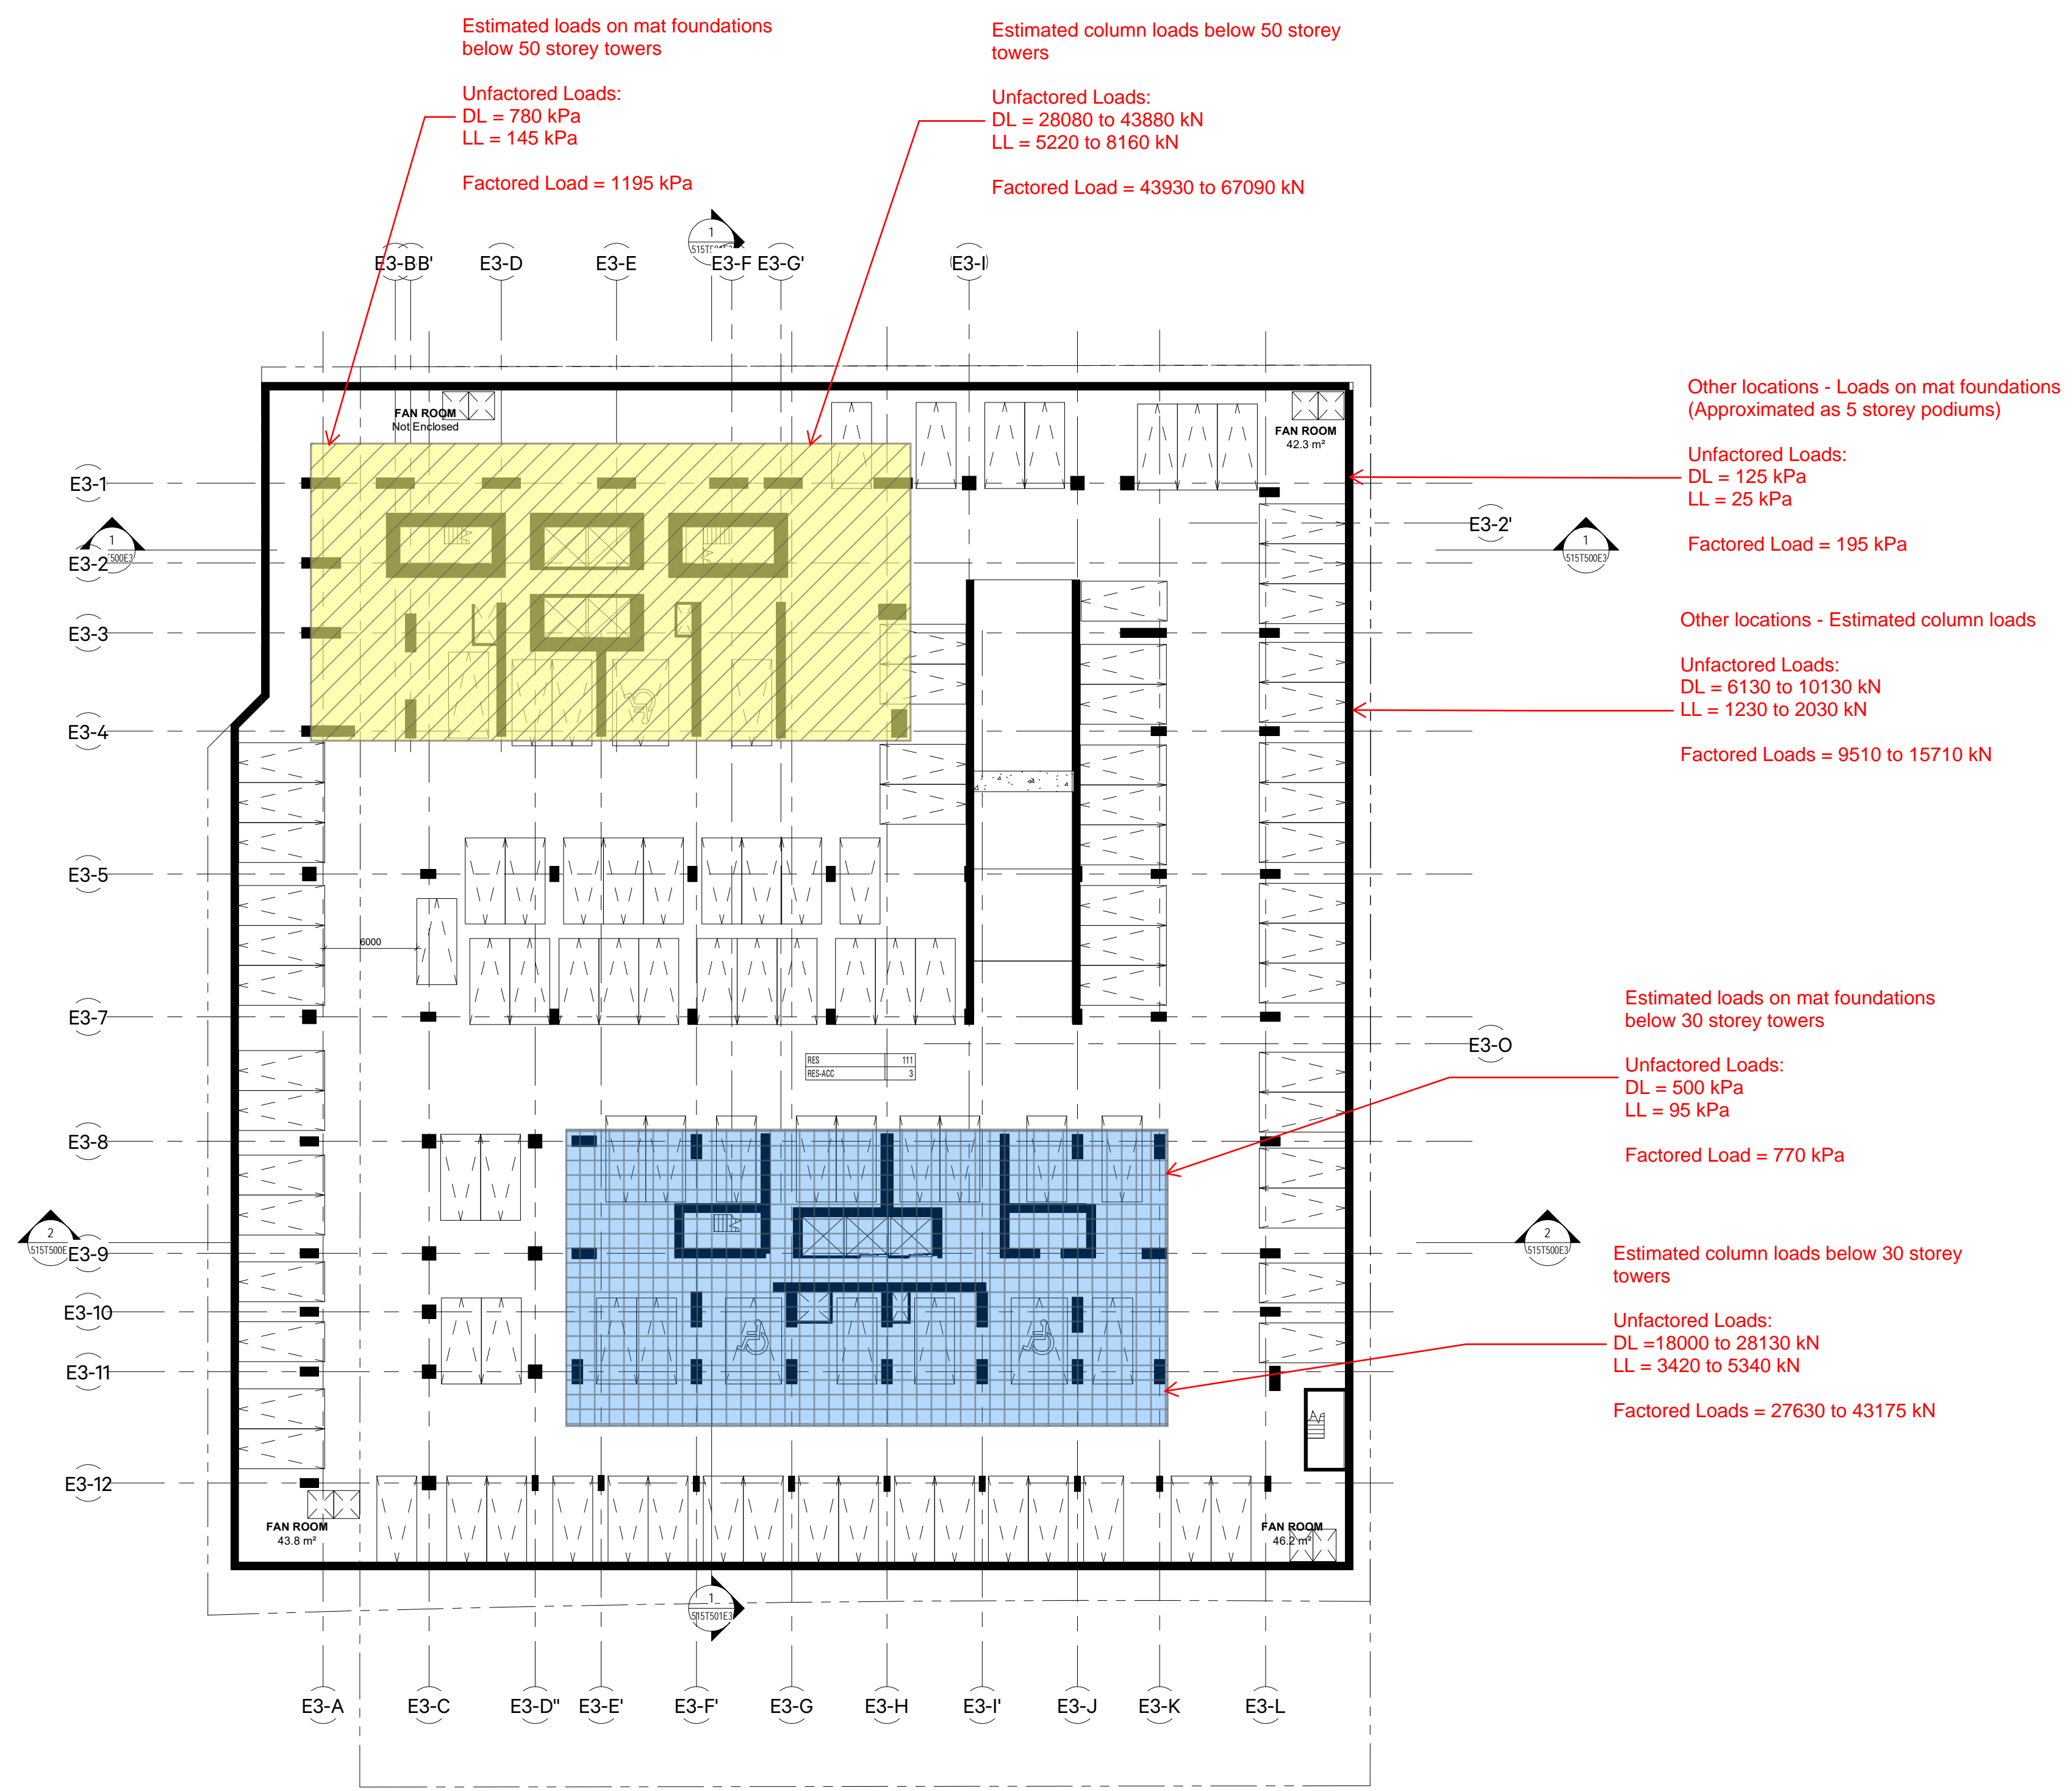 Estimated loads on mat foundations
below 50 storey towers
Unfactored Loads:
DL = 780 kPa
LL = 145 kPa
Factored Load = 1195 kPa
Estimated column loads below 50 storey
towers
Unfactored Loads:
DL = 28080 to 43880 kN
LL = 5220 to 8160 kN
Factored Load = 43930 to 67090 kN
1
E3-B
B'
E3-D
E3-E
E3-F
E3-G'
E3-I
Other locations - Loads on mat foundations
(Approximated as 5 storey podiums)
Unfactored Loads:
DL = 125 kPa
LL = 25 kPa
Factored Load = 195 kPa
FAN ROOM
Not Enclosed
FAN ROOM
42.3 m²
E3-1
E3-2'
1
515T500E3
1
T500E3
E3-2
E3-3
Other locations - Estimated column loads
Unfactored Loads:
DL = 6130 to 10130 kN
LL = 1230 to 2030 kN
Factored Loads = 9510 to 15710 kN
E3-4
E3-5
6000
E3-7
E3-O
RES 111
RES-ACC 3
Estimated loads on mat foundations
below 30 storey towers
Unfactored Loads:
DL = 500 kPa
LL = 95 kPa
Factored Load = 770 kPa
E3-8
2
515T500E
E3-9
2
515T500E3
Estimated column loads below 30 storey
towers
Unfactored Loads:
DL =18000 to 28130 kN
LL = 3420 to 5340 kN
Factored Loads = 27630 to 43175 kN
E3-10
E3-11
E3-12
FAN ROOM
43.8 m²
FAN ROOM
46.2 m²
1
515T501E3
E3-A
E3-C
E3-D"
E3-E'
E3-F'
E3-G
E3-H
E3-I'
E3-J
E3-K
E3-L